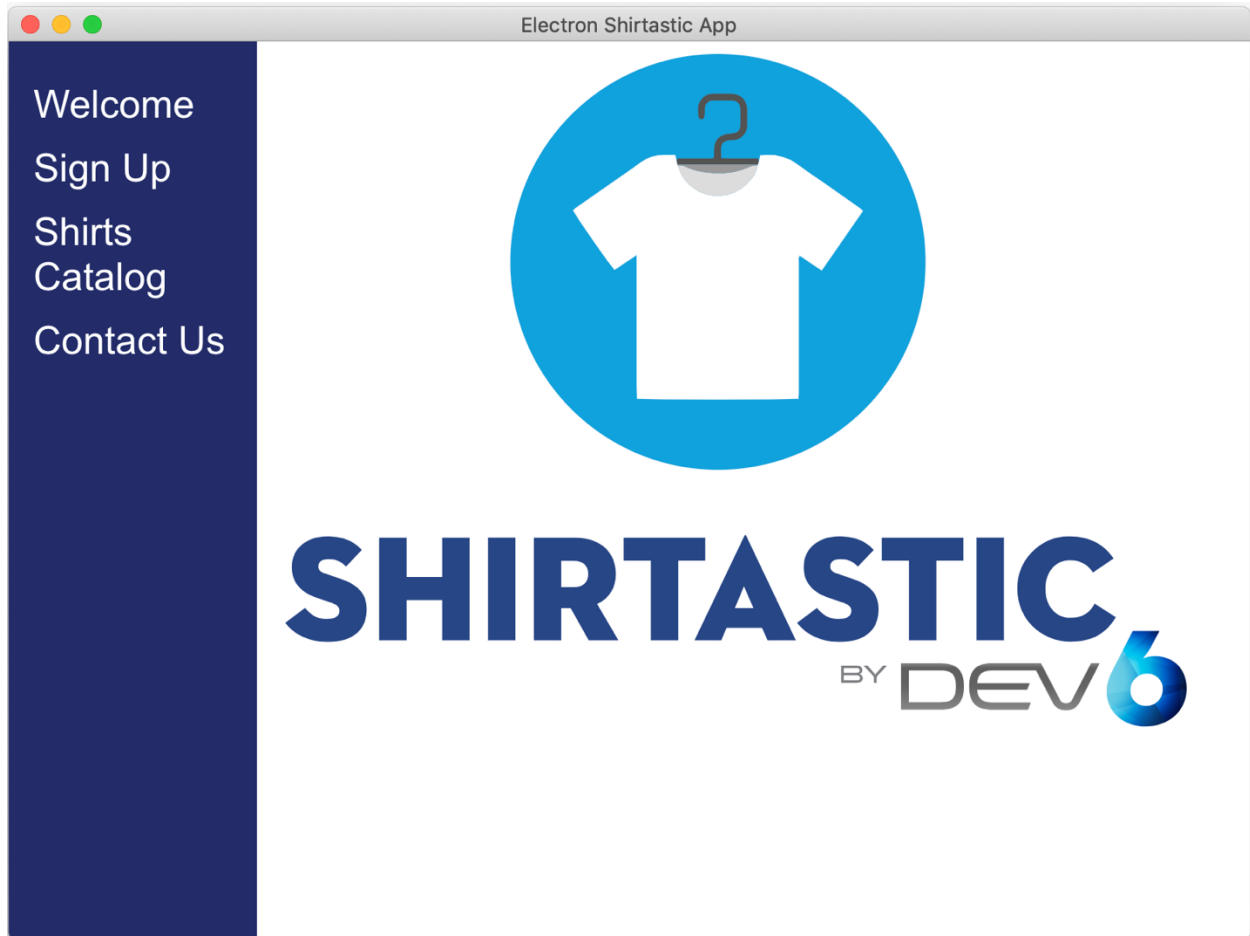 Electron Shirtastic App
Welcome
Sign Up
Shirts
Catalog
Contact Us
SHIRTASTIC
BY DEV6